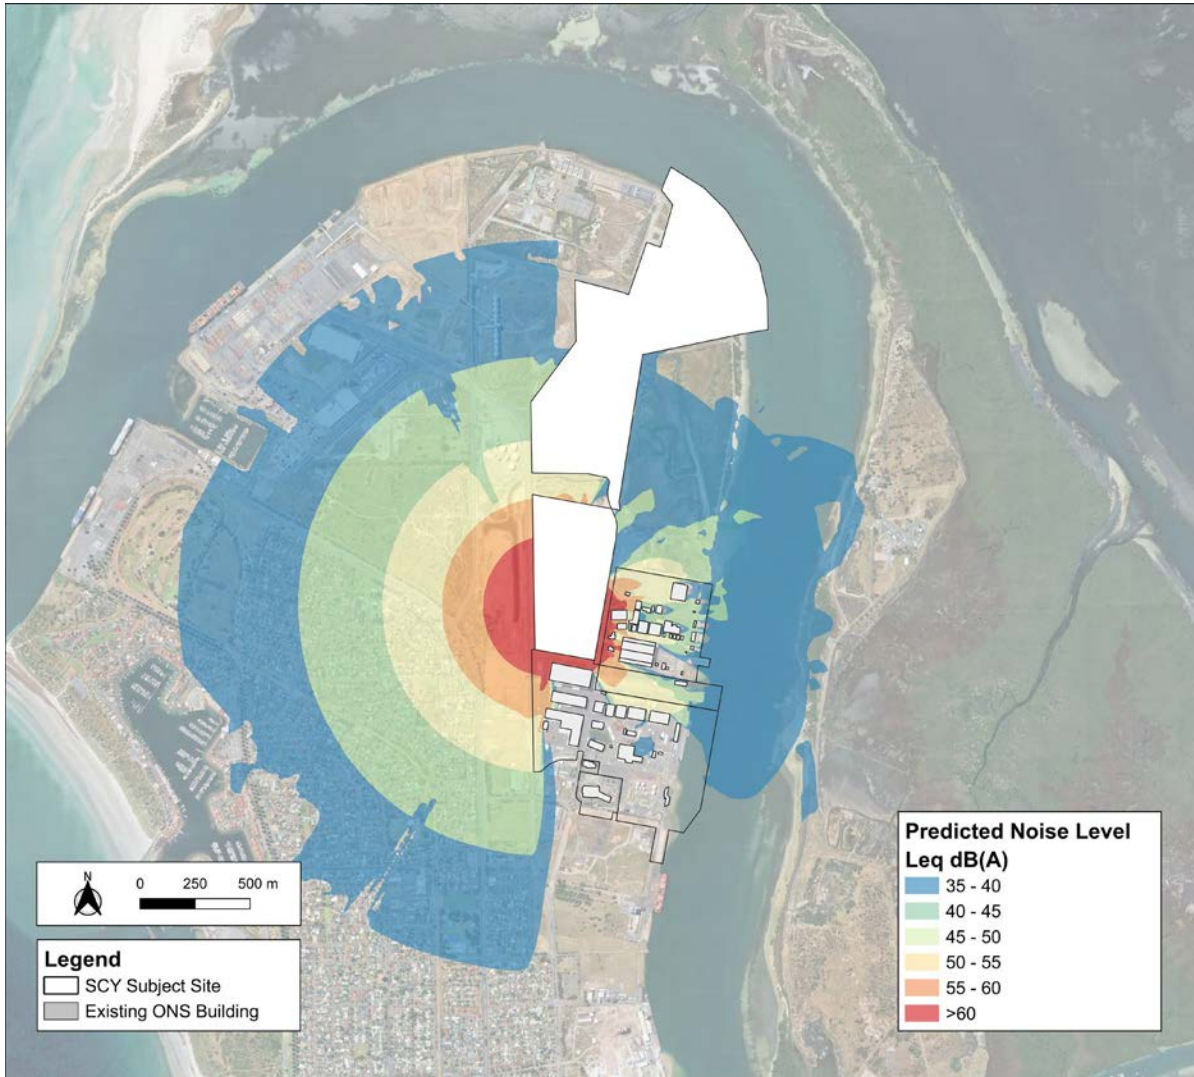 N
0 250 500 m
Legend
SCY Subject Site
Existing ONS Building
Predicted Noise Level
Leq dB(A)
35 - 40
40 - 45
45 - 50
50 - 55
55 - 60
>60